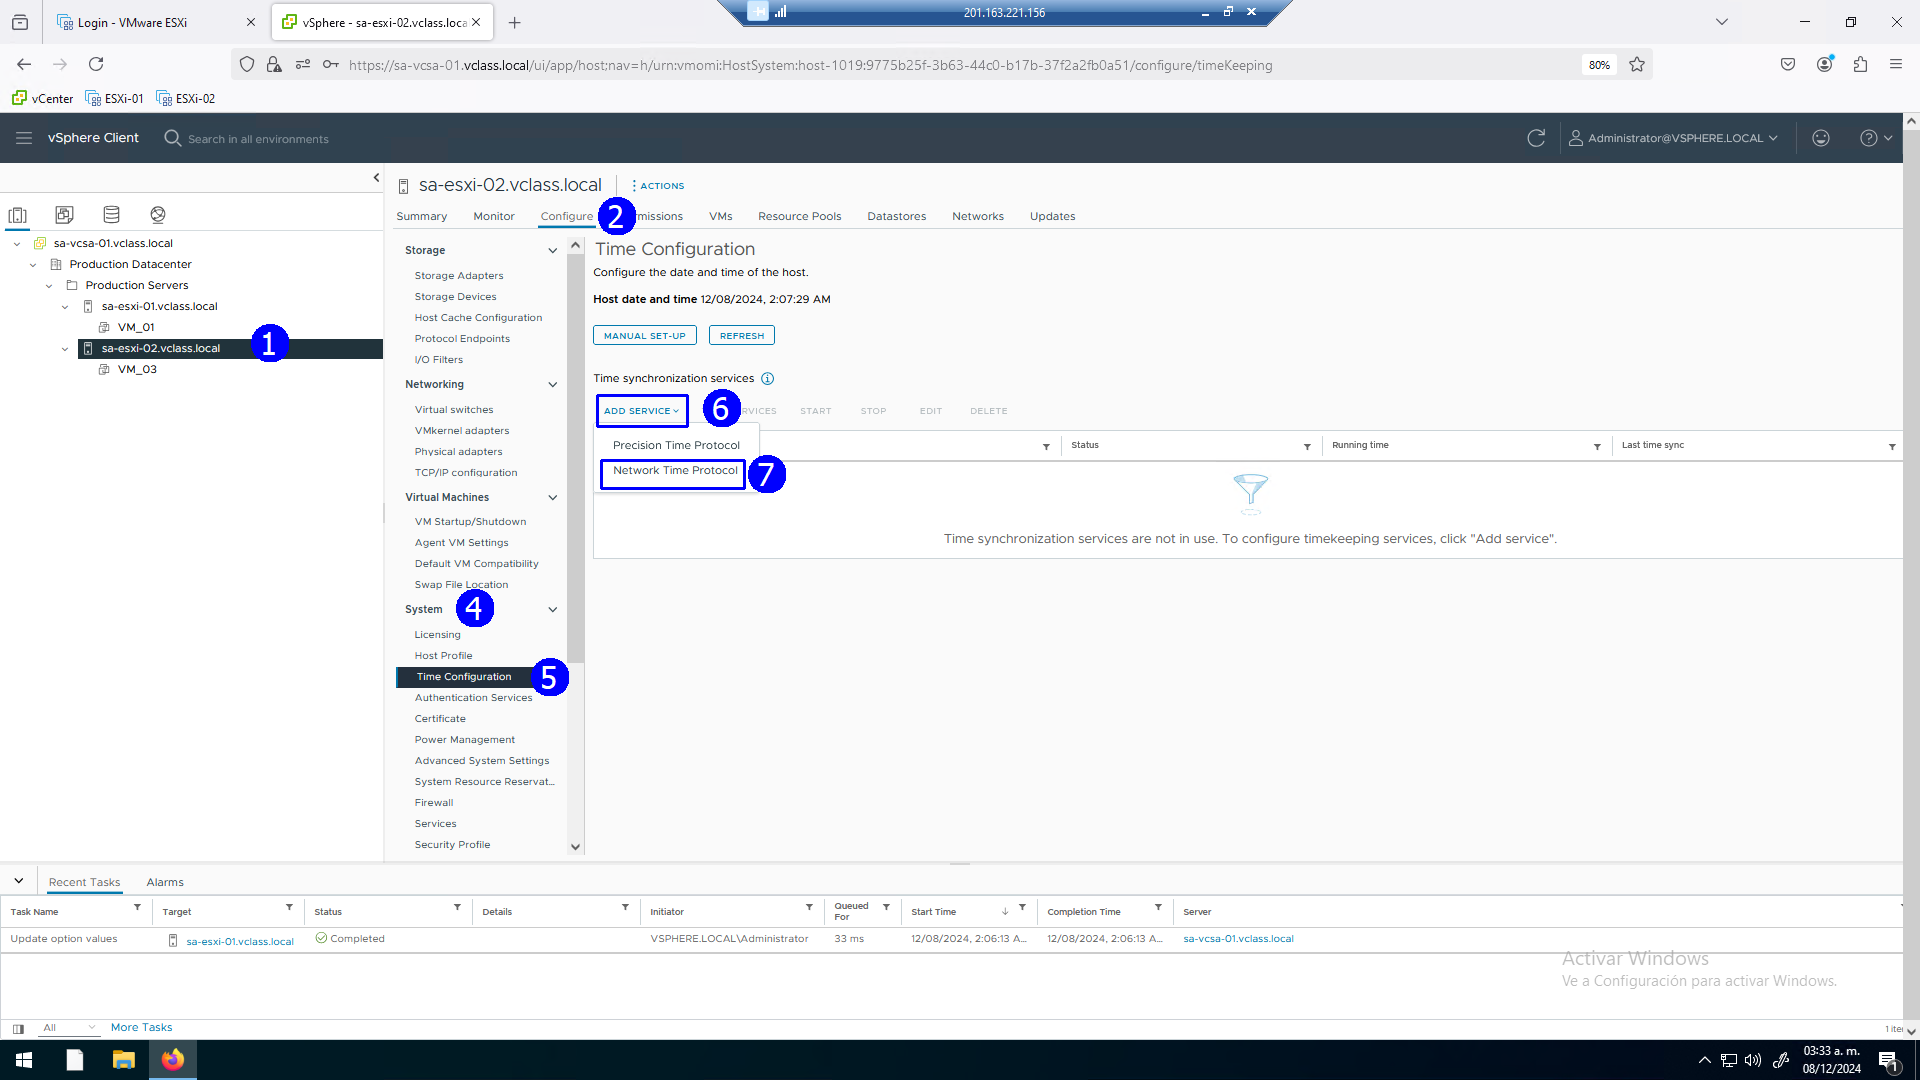 Login - VMware ESXi
vSphere - sa-esxi-02.vclass.loca
201.163.221.156
https://sa-vcsa-01.vclass.local/ui/app/host;nav=h/urn:vmomi:HostSystem:host-1019:9775b25f-3b63-44c0-b17b-37f2a2fb0a51/configure/timeKeeping
80%
vCenter ESXi-01 ESXi-02
vSphere Client
Search in all environments
Administrator@VSPHERE.LOCAL
sa-vcsa-01.vclass.local
Production Datacenter
Production Servers
sa-esxi-01.vclass.local
VM_01
sa-esxi-02.vclass.local
1
VM_03
sa-esxi-02.vclass.local
ACTIONS
Summary Monitor Configure 2 missions VMs Resource Pools Datastores Networks Updates
Storage
Storage Adapters
Storage Devices
Host Cache Configuration
Protocol Endpoints
I/O Filters
Networking
Virtual switches
VMkernel adapters
Physical adapters
TCP/IP configuration
Virtual Machines
VM Startup/Shutdown
Agent VM Settings
Default VM Compatibility
Swap File Location
System 4
Licensing
Host Profile
Time Configuration 5
Authentication Services
Certificate
Power Management
Advanced System Settings
System Resource Reservat...
Firewall
Services
Security Profile
Time Configuration
Configure the date and time of the host.
Host date and time 12/08/2024, 2:07:29 AM
MANUAL SET-UP REFRESH
Time synchronization services
ADD SERVICE 6 RVICES START STOP EDIT DELETE
Precision Time Protocol
Network Time Protocol 7
Status Running time Last time sync
Time synchronization services are not in use. To configure timekeeping services, click "Add service".
Recent Tasks Alarms
Task Name Target Status Details Initiator Queued For Start Time Completion Time Server
Update option values sa-esxi-01.vclass.local Completed VSPHERE.LOCAL\Administrator 33 ms 12/08/2024, 2:06:13 A... 12/08/2024, 2:06:13 A... sa-vcsa-01.vclass.local
Activar Windows
Ve a Configuración para activar Windows.
All More Tasks
1 ite
03:33 a. m.
08/12/2024
1